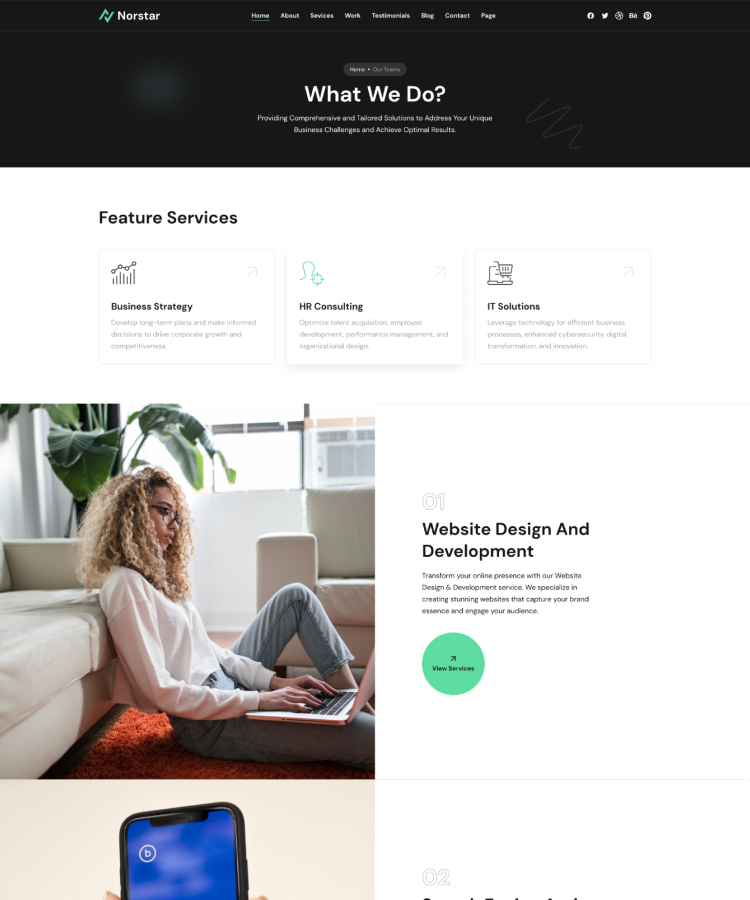 Norstar
Home About Sevices Work Testimonials Blog Contact Page
Bē
Home • Our Teams
What We Do?
Providing Comprehensive and Tailored Solutions to Address Your Unique
Business Challenges and Achieve Optimal Results.
Feature Services
Business Strategy
Develop long-term plans and make informed
decisions to drive corporate growth and
competitiveness.
HR Consulting
Optimize talent acquisition, employee
development, performance management, and
organizational design.
IT Solutions
Leverage technology for efficient business
processes, enhanced cybersecurity, digital
transformation, and innovation.
01
Website Design And
Development
Transform your online presence with our Website
Design & Development service. We specialize in
creating stunning websites that capture your brand
essence and engage your audience.
View Services
b
02